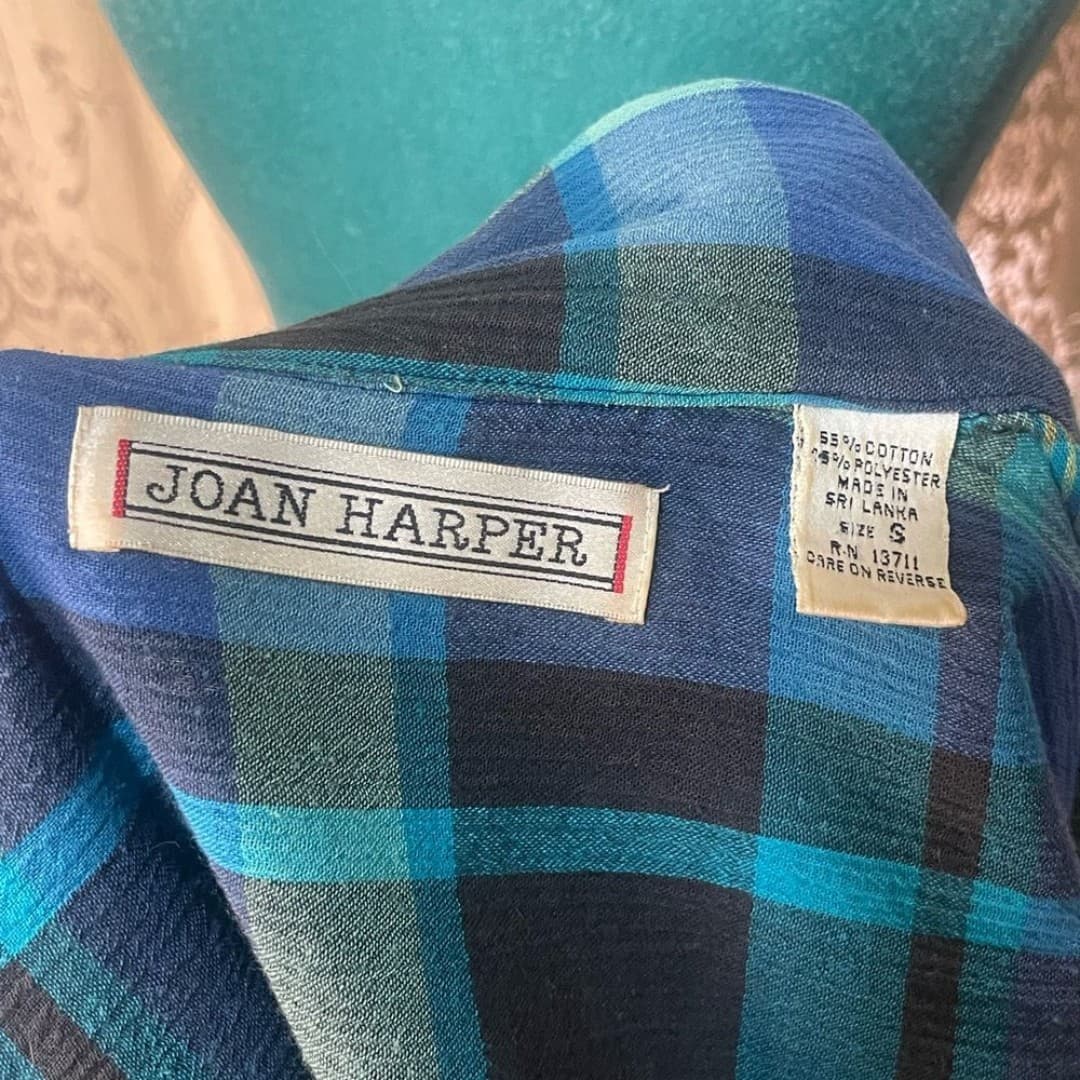 JOAN HARPER
55% COTTON
POLYESTER
MADE IN
SRI LANKA
SIZE S
R.N 13711
CARE ON REVERSE